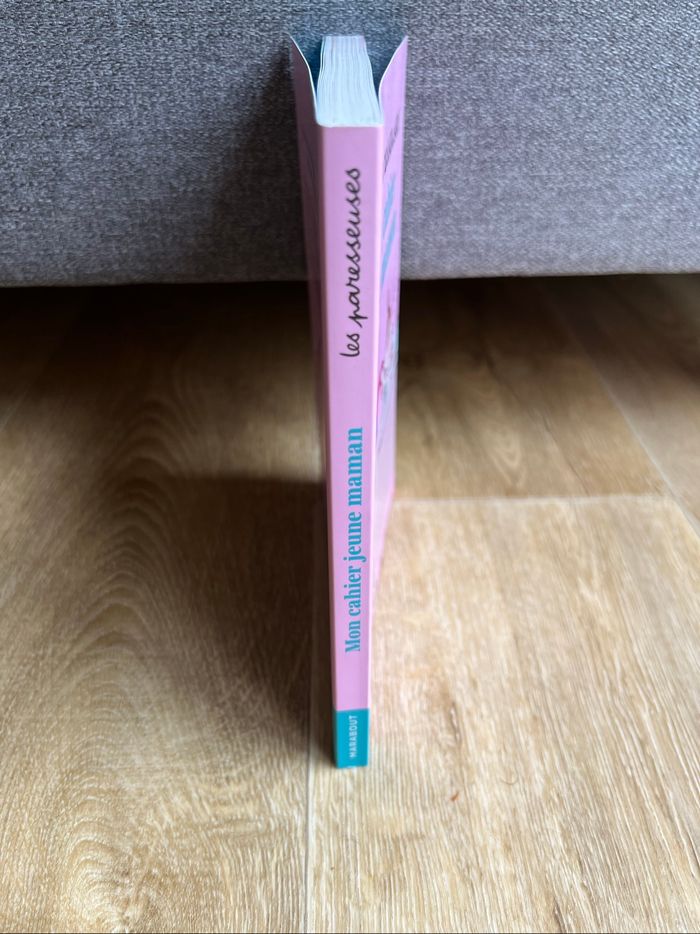 les paresseuses
Mon cahier jeune maman
MARABOUT